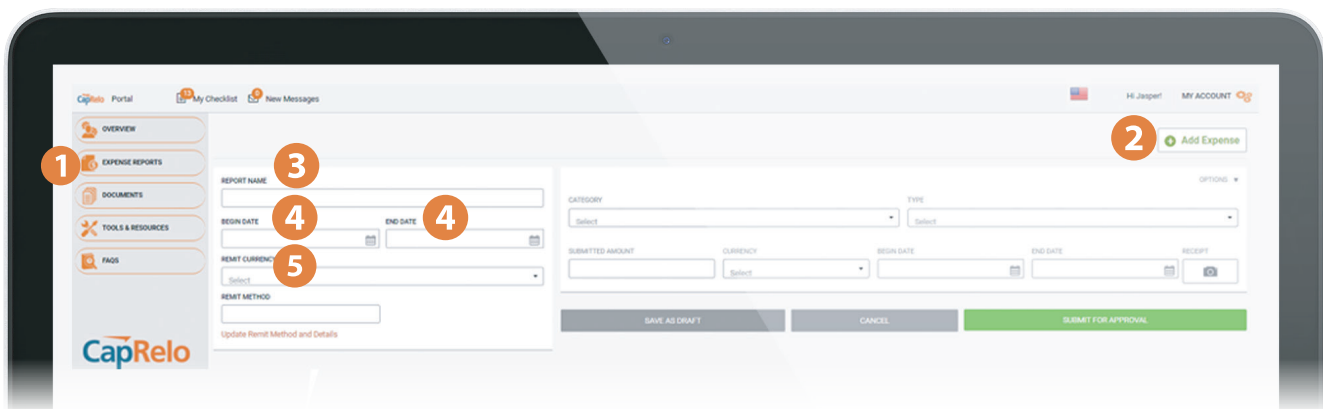 CapRelo Portal
13
My Checklist
0
New Messages
Hi Jasper!
MY ACCOUNT
OVERVIEW
1
EXPENSE REPORTS
DOCUMENTS
TOOLS & RESOURCES
FAQS
CapRelo
2
Add Expense
3
REPORT NAME
BEGIN DATE
4
END DATE
4
REMIT CURRENCY
5
Select
REMIT METHOD
Update Remit Method and Details
OPTIONS
CATEGORY
Select
TYPE
Select
SUBMITTED AMOUNT
CURRENCY
Select
BEGIN DATE
END DATE
RECEIPT
SAVE AS DRAFT
CANCEL
SUBMIT FOR APPROVAL